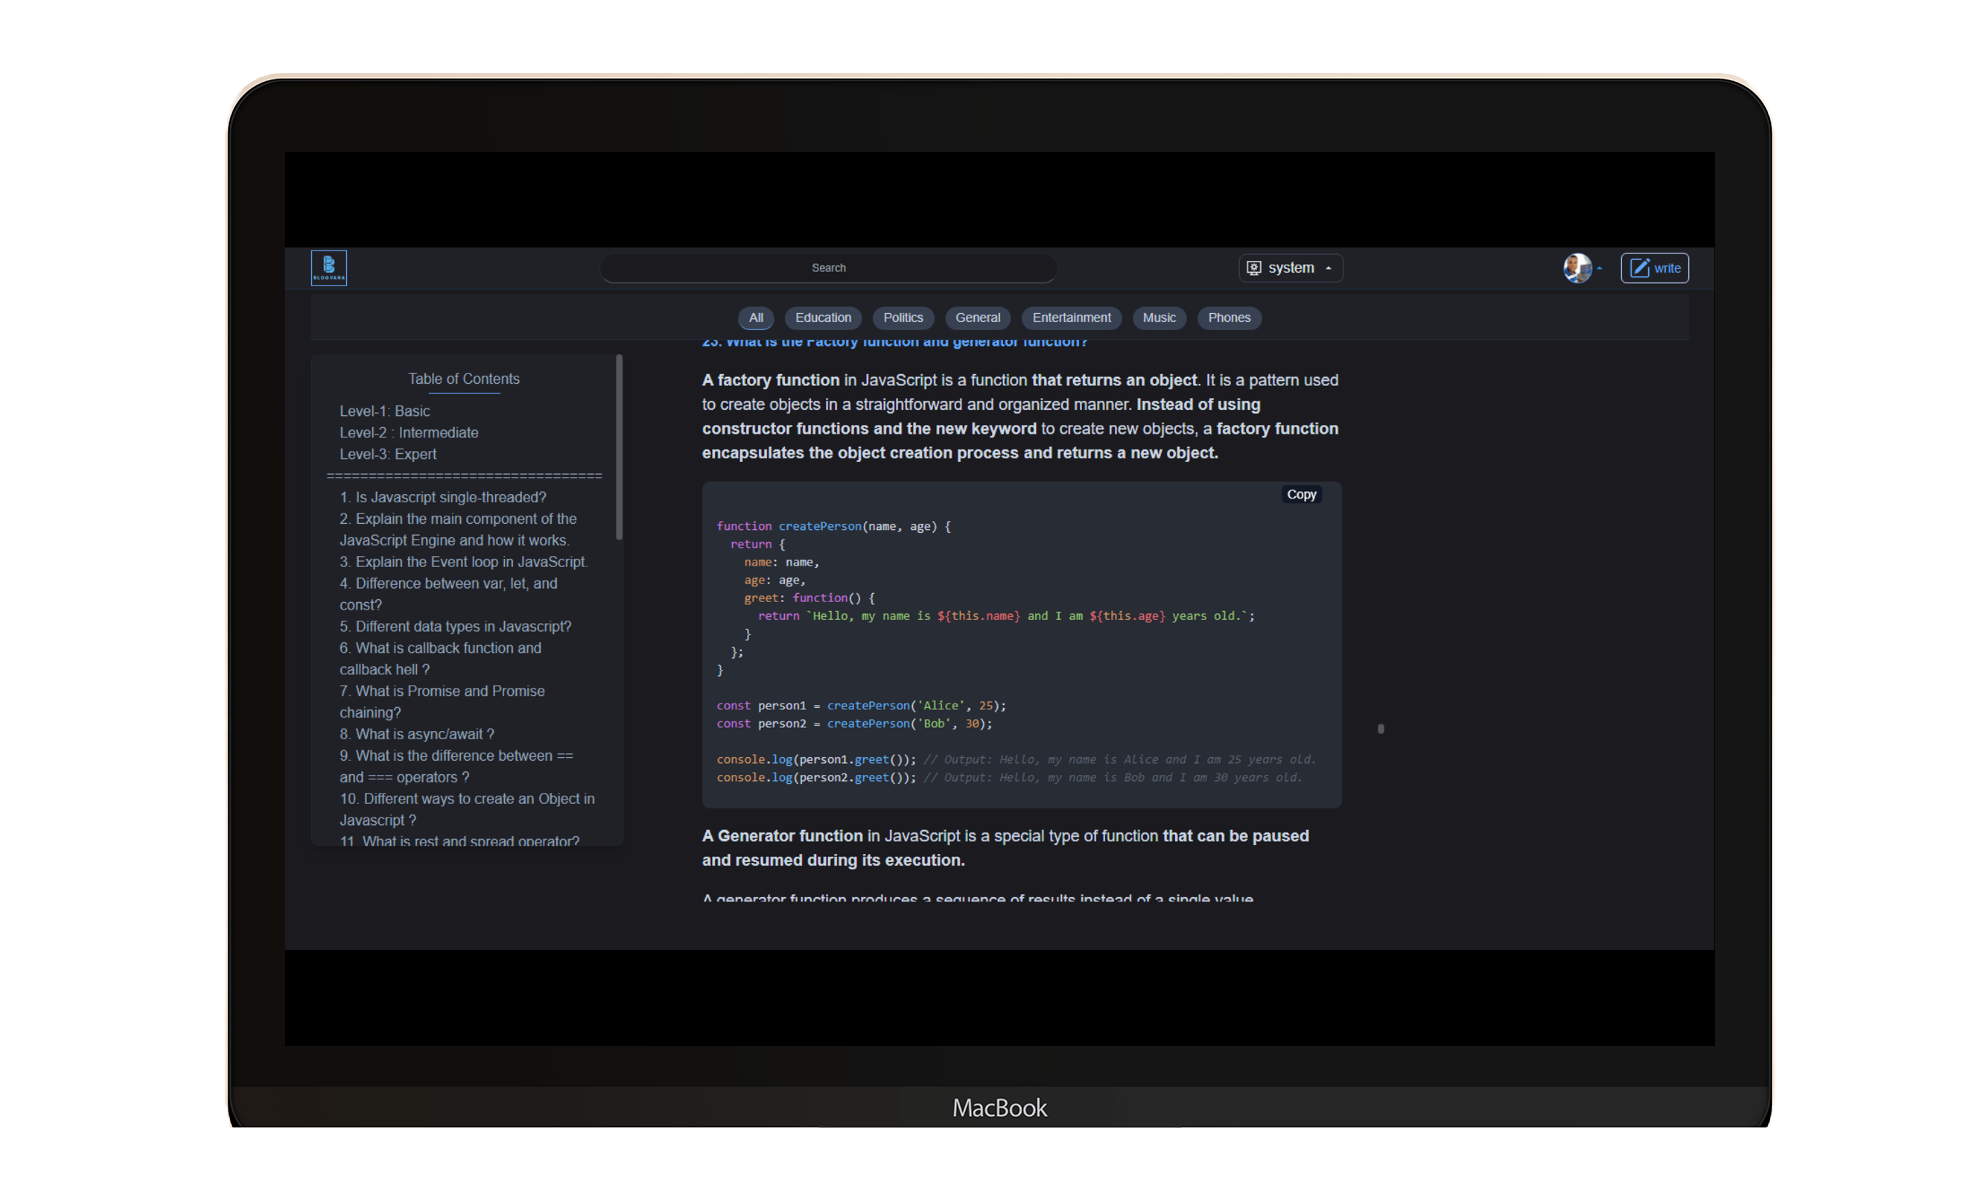 BLOGVANA
Search
system
write
All
Education
Politics
General
Entertainment
Music
Phones
Table of Contents
Level-1: Basic
Level-2 : Intermediate
Level-3: Expert
=================================
1. Is Javascript single-threaded?
2. Explain the main component of the
JavaScript Engine and how it works.
3. Explain the Event loop in JavaScript.
4. Difference between var, let, and
const?
5. Different data types in Javascript?
6. What is callback function and
callback hell ?
7. What is Promise and Promise
chaining?
8. What is async/await ?
9. What is the difference between ==
and === operators ?
10. Different ways to create an Object in
Javascript ?
11. What is rest and spread operator?
23. What is the Factory function and generator function?
A factory function in JavaScript is a function that returns an object. It is a pattern used
to create objects in a straightforward and organized manner. Instead of using
constructor functions and the new keyword to create new objects, a factory function
encapsulates the object creation process and returns a new object.
Copy
function createPerson(name, age) {
  return {
    name: name,
    age: age,
    greet: function() {
      return `Hello, my name is ${this.name} and I am ${this.age} years old.`;
    }
  };
}
const person1 = createPerson('Alice', 25);
const person2 = createPerson('Bob', 30);
console.log(person1.greet()); // Output: Hello, my name is Alice and I am 25 years old.
console.log(person2.greet()); // Output: Hello, my name is Bob and I am 30 years old.
A Generator function in JavaScript is a special type of function that can be paused
and resumed during its execution.
A generator function produces a sequence of results instead of a single value
MacBook